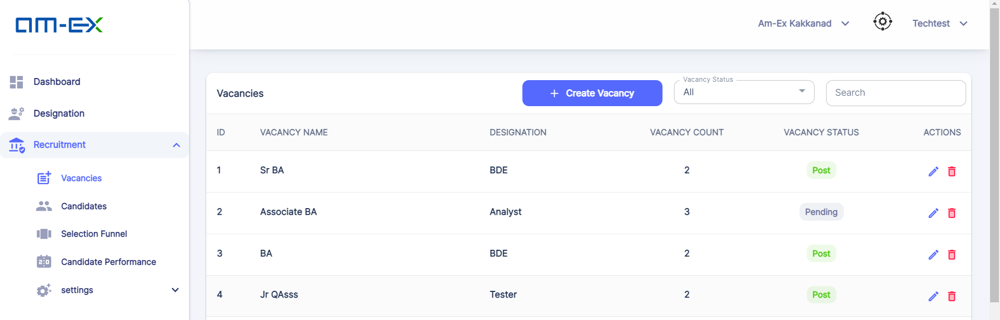 am-Ex
Am-Ex Kakkanad
Techtest
Dashboard
Designation
Recruitment
Vacancies
Candidates
Selection Funnel
2:0
Candidate Performance
settings
Vacancies
+ Create Vacancy
Vacancy Status
All
Search
ID VACANCY NAME DESIGNATION VACANCY COUNT VACANCY STATUS ACTIONS
1 Sr BA BDE 2 Post
2 Associate BA Analyst 3 Pending
3 BA BDE 2 Post
4 Jr QAsss Tester 2 Post